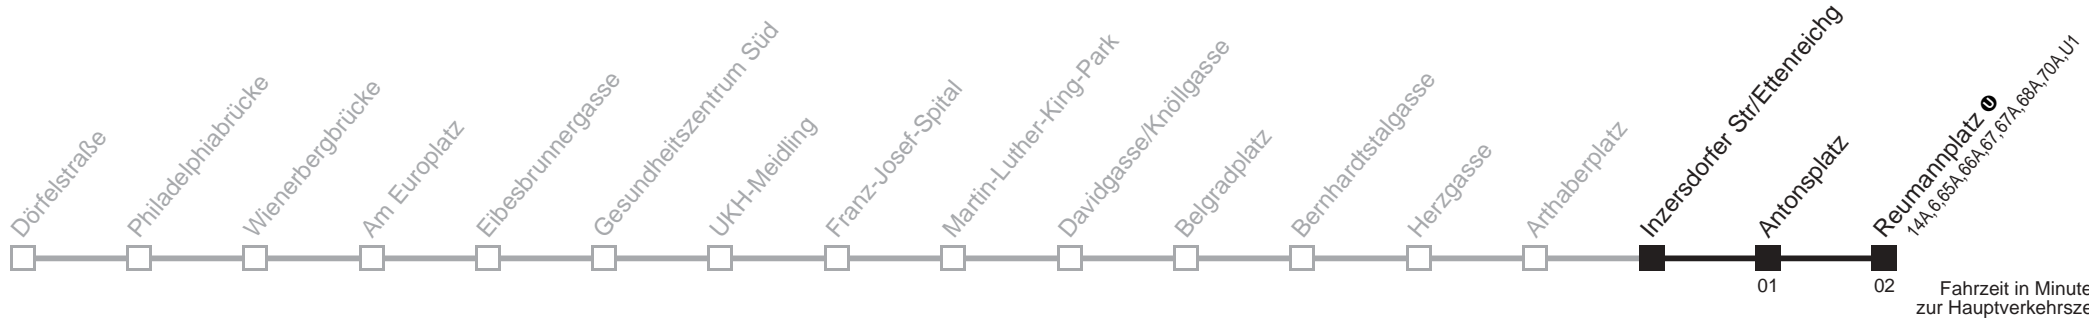 Dörfelstraße
Philadelphiabrücke
Wienerbergbrücke
Am Europlatz
Eibesbrunnergasse
Gesundheitszentrum Süd
UKH-Meidling
Franz-Josef-Spital
Martin-Luther-King-Park
Davidgasse/Knöllgasse
Belgradplatz
Bernhardtstalgasse
Herzgasse
Arthaberplatz
Inzersdorfer Str/Ettenreichg
Antonsplatz
Reumannplatz U
14A,6,65A,66A,67,67A,68A,70A,U1
01
02
Fahrzeit in Minute
zur Hauptverkehrsze